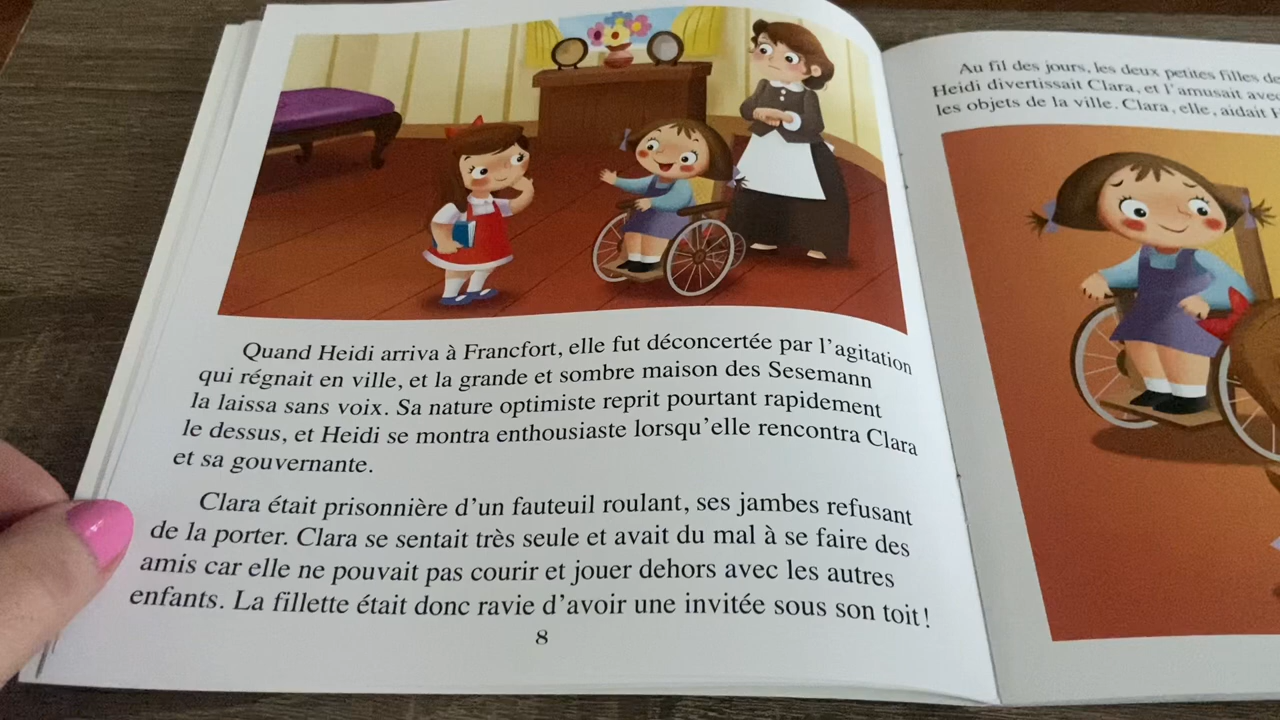 Quand Heidi arriva à Francfort, elle fut déconcertée par l'agitation
qui régnait en ville, et la grande et sombre maison des Sesemann
la laissa sans voix. Sa nature optimiste reprit pourtant rapidement
le dessus, et Heidi se montra enthousiaste lorsqu'elle rencontra Clara
et sa gouvernante.
Clara était prisonnière d'un fauteuil roulant, ses jambes refusant
de la porter. Clara se sentait très seule et avait du mal à se faire des
amis car elle ne pouvait pas courir et jouer dehors avec les autres
enfants. La fillette était donc ravie d'avoir une invitée sous son toit !
8
Au fil des jours, les deux petites filles
Heidi divertissait Clara, et l'amusait
les objets de la ville. Clara, elle, aidait